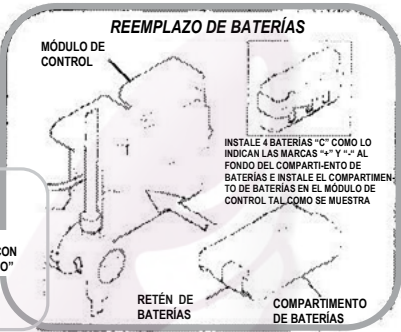 REEMPLAZO DE BATERÍAS
MÓDULO DE
CONTROL
INSTALE 4 BATERÍAS “C” COMO LO
INDICAN LAS MARCAS “+” Y “-“ AL
FONDO DEL COMPARTI-ENTO DE
BATERÍAS E INSTALE EL COMPARTIMEN-
TO DE BATERÍAS EN EL MÓDULO DE
CONTROL TAL COMO SE MUESTRA
CON
O”
RETÉN DE
BATERÍAS
COMPARTIMENTO
DE BATERÍAS